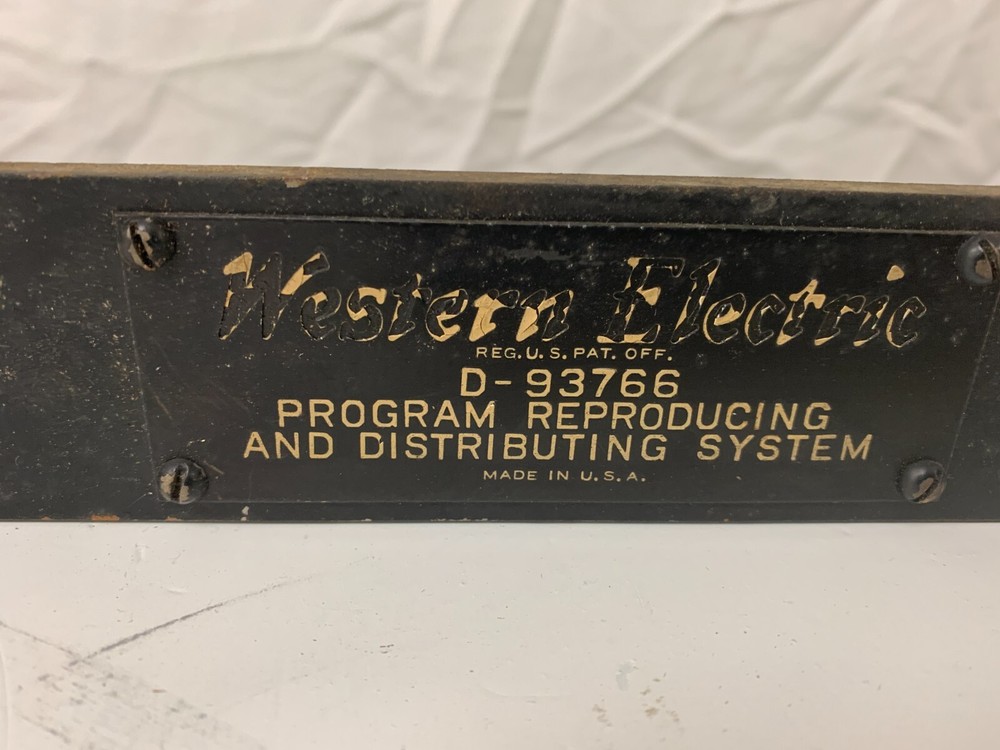 Western Electric
REG. U. S. PAT. OFF.
D-93766
PROGRAM REPRODUCING
AND DISTRIBUTING SYSTEM
MADE IN U. S. A.